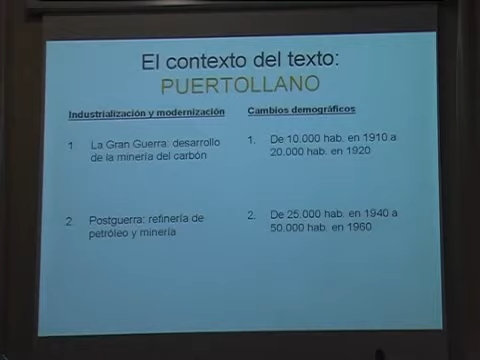 El contexto del texto:
PUERTOLLANO
Industrialización y modernización
1 La Gran Guerra: desarrollo
de la minería del carbón
2. Postguerra: refinería de
petróleo y minería
Cambios demográficos
1. De 10.000 hab. en 1910 a
20.000 hab. en 1920
2. De 25.000 hab. en 1940 a
50.000 hab. en 1960